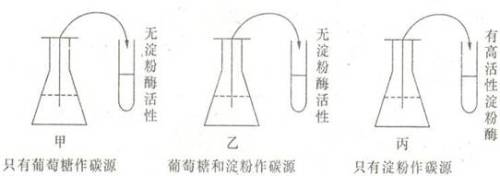 无淀粉酶活性
无淀粉酶活性
有高活性淀粉酶
甲
乙
丙
只有葡萄糖作碳源
葡萄糖和淀粉作碳源
只有淀粉作碳源